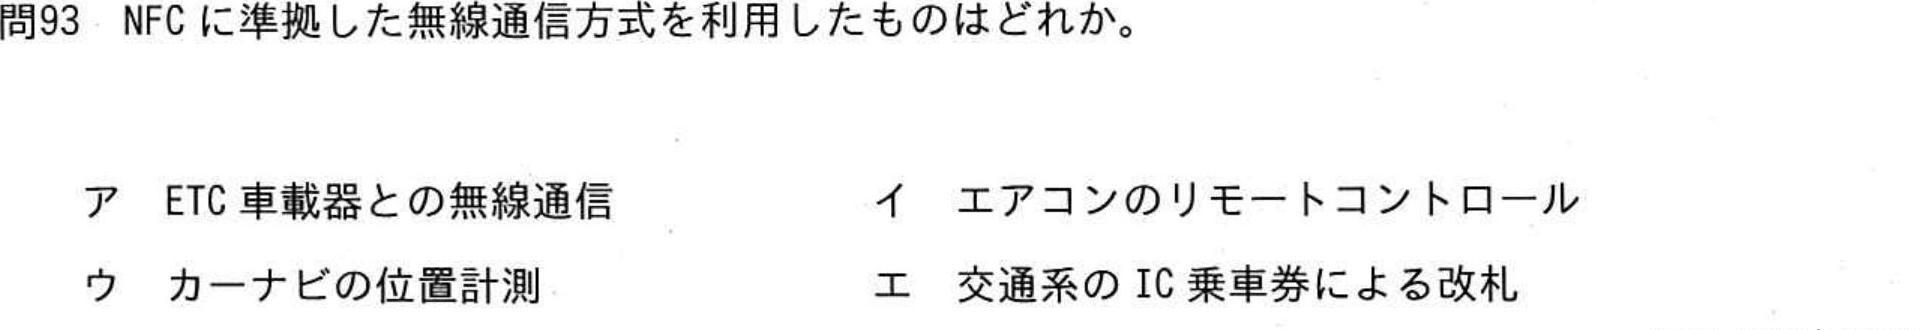 問93 NFC に準拠した無線通信方式を利用したものはどれか。
ア ETC 車載器との無線通信 イ エアコンのリモートコントロール
ウ カーナビの位置計測 エ 交通系の IC 乗車券による改札